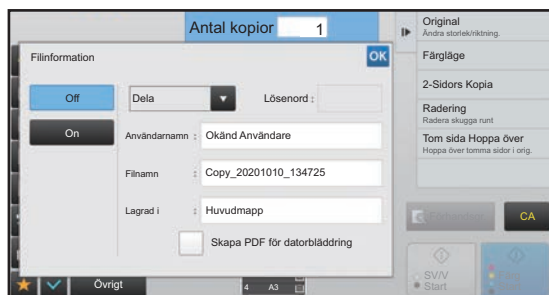 Antal kopior 1
Filinformation
OK
Off
On
Dela
Lösenord :
Användarnamn : Okänd Användare
Filnamn : Copy_20201010_134725
Lagrad i : Huvudmapp
Skapa PDF för datorbläddring
Övrigt
4 A3
Original
Ändra storlek/riktning.
Färgläge
2-Sidors Kopia
Radering
Radera skugga runt
Tom sida Hoppa över
Hoppa över tomma sidor i orig.
CA
SV/V
Start